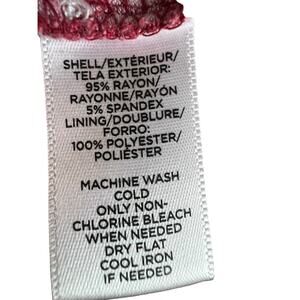 SHELL/EXTÉRIEUR/
TELA EXTERIOR:
95% RAYON/
RAYONNE/RAYÓN
5% SPANDEX
LINING/DOUBLURE/
FORRO:
100% POLYESTER/
POLIÉSTER
MACHINE WASH
COLD
ONLY NON-
CHLORINE BLEACH
WHEN NEEDED
DRY FLAT
COOL IRON
IF NEEDED